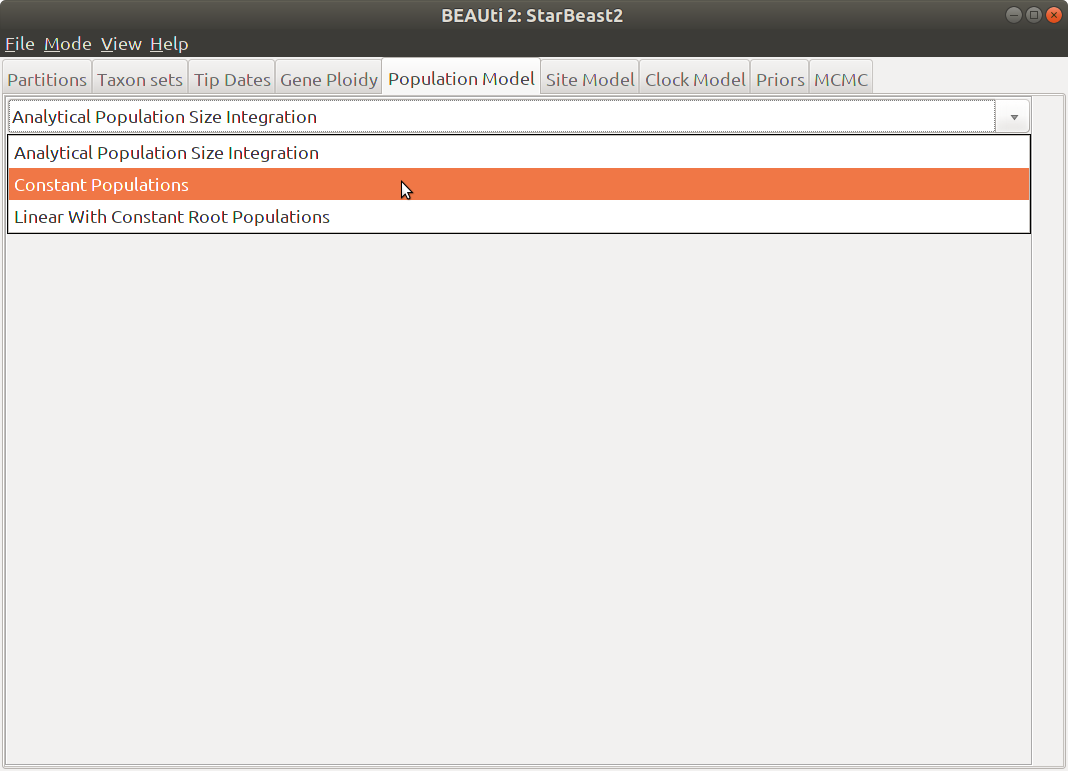 BEAUti 2: StarBeast2
File Mode View Help
Partitions Taxon sets Tip Dates Gene Ploidy Population Model Site Model Clock Model Priors MCMC
Analytical Population Size Integration
Analytical Population Size Integration
Constant Populations
Linear With Constant Root Populations